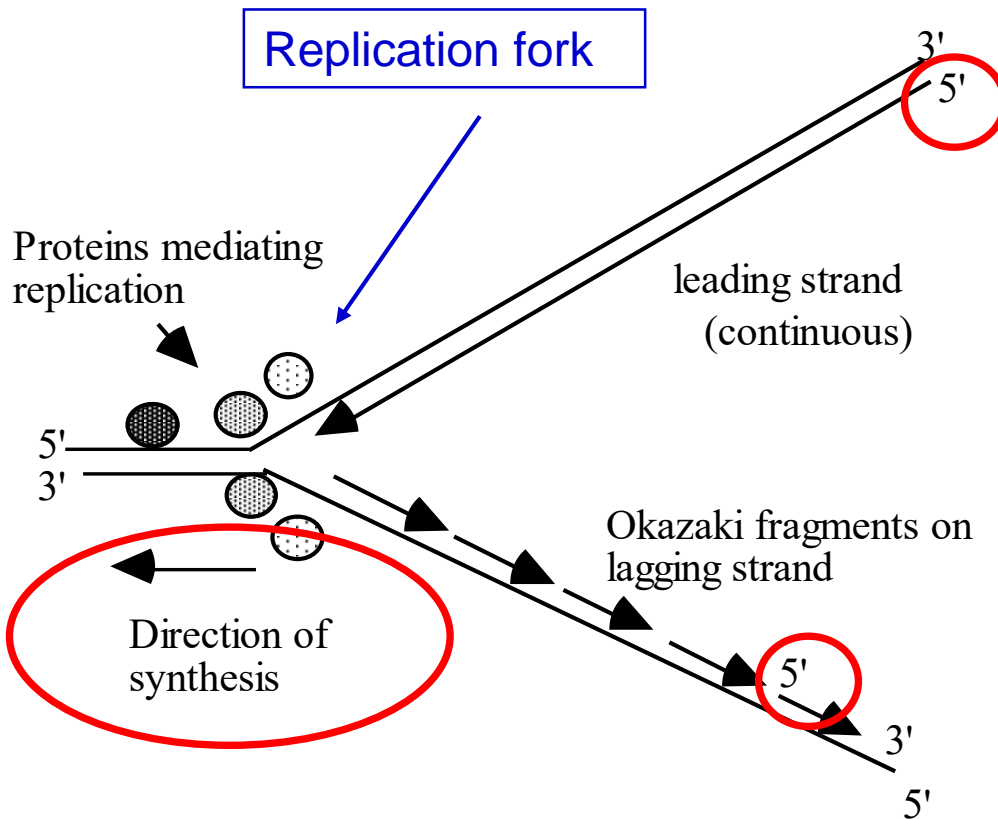 Replication fork
3'
5'
Proteins mediating
replication
leading strand
(continuous)
5'
3'
Okazaki fragments on
lagging strand
Direction of
synthesis
5'
3'
5'